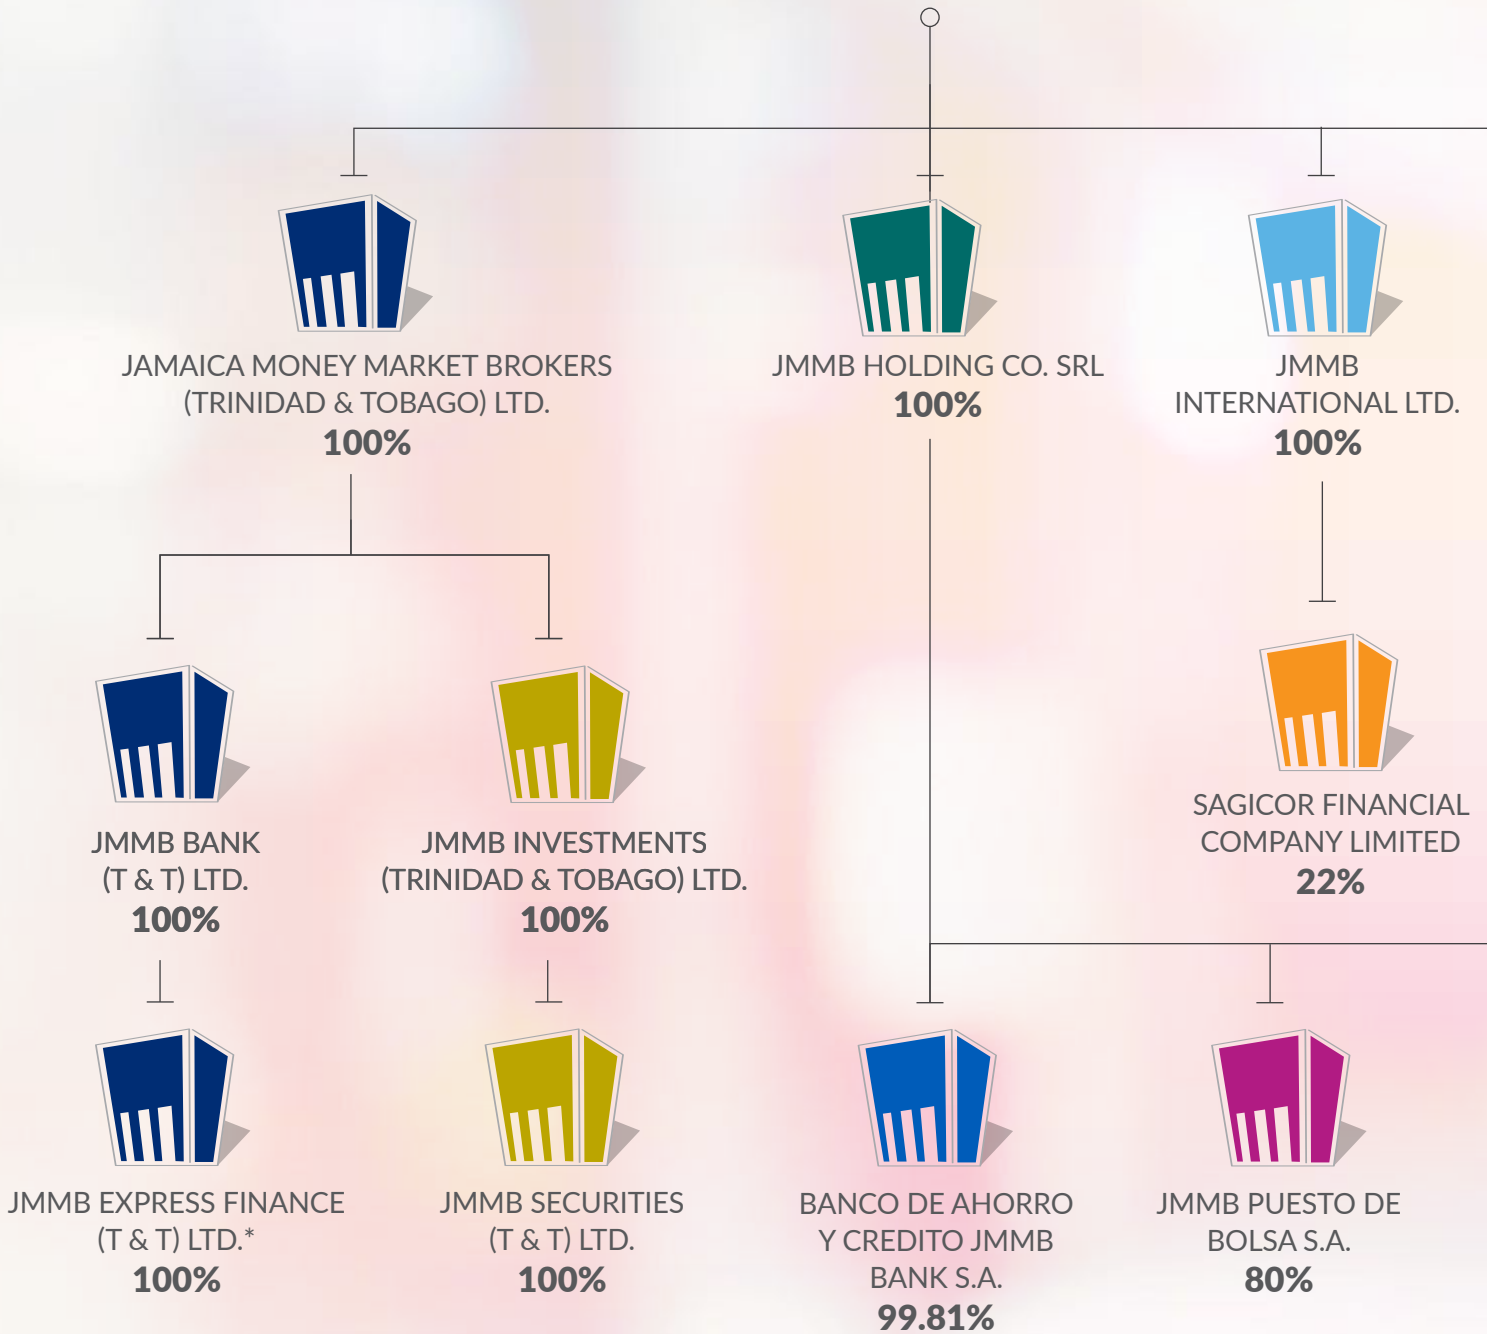 JAMAICA MONEY MARKET BROKERS
(TRINIDAD & TOBAGO) LTD.
100%
JMMB HOLDING CO. SRL
100%
JMMB
INTERNATIONAL LTD.
100%
JMMB BANK
(T & T) LTD.
100%
JMMB INVESTMENTS
(TRINIDAD & TOBAGO) LTD.
100%
SAGICOR FINANCIAL
COMPANY LIMITED
22%
JMMB EXPRESS FINANCE
(T & T) LTD.*
100%
JMMB SECURITIES
(T & T) LTD.
100%
BANCO DE AHORRO
Y CREDITO JMMB
BANK S.A.
99.81%
JMMB PUESTO DE
BOLSA S.A.
80%